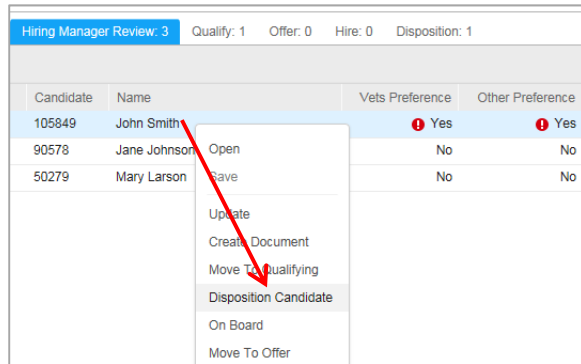 Hiring Manager Review: 3 Qualify: 1 Offer: 0 Hire: 0 Disposition: 1
Candidate Name Vets Preference Other Preference
105849 John Smith Yes Yes
90578 Jane Johnson No No
50279 Mary Larson No No
Open
Save
Update
Create Document
Move To Qualifying
Disposition Candidate
On Board
Move To Offer